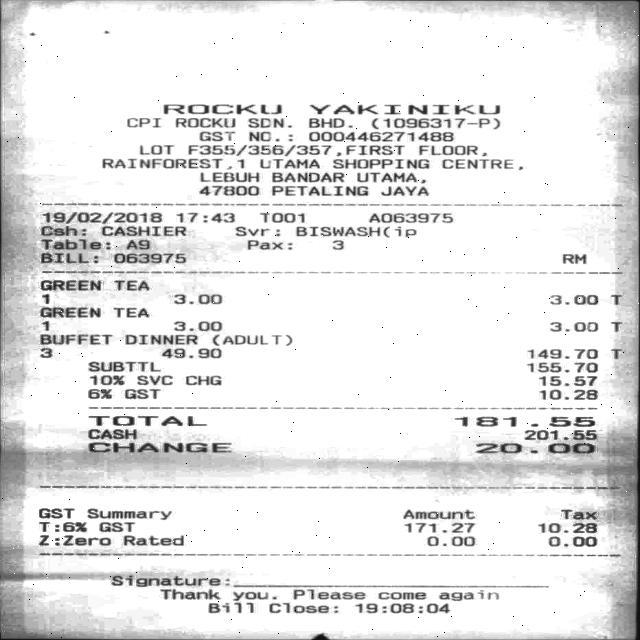 ROCKU YAKINIKU
CPI ROCKU SDN. BHD. (1096317-P)
GST NO.: 000446271488
LOT F355/356/357,FIRST FLOOR,
RAINFOREST,1 UTAMA SHOPPING CENTRE,
LEBUH BANDAR UTAMA,
47800 PETALING JAYA
19/02/2018 17:43 T001 A063975
Csh: CASHIER Svr: BISWASH(ip
Table: A9 Pax: 3
BILL: 063975 RM
GREEN TEA
1 3.00 3.00 T
GREEN TEA
1 3.00 3.00 T
BUFFET DINNER (ADULT)
3 49.90 149.70 T
SUBTTL 155.70
10% SVC CHG 15.57
6% GST 10.28
TOTAL 181.55
CASH 201.55
CHANGE 20.00
GST Summary Amount Tax
T:6% GST 171.27 10.28
Z:Zero Rated 0.00 0.00
Signature:
Thank you. Please come again
Bill Close: 19:08:04